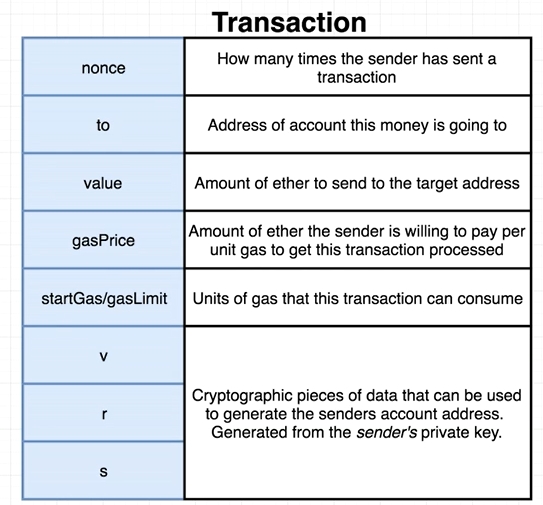 Transaction
nonce
How many times the sender has sent a
transaction
to
Address of account this money is going to
value
Amount of ether to send to the target address
gasPrice
Amount of ether the sender is willing to pay per
unit gas to get this transaction processed
startGas/gasLimit
Units of gas that this transaction can consume
v
r
s
Cryptographic pieces of data that can be used
to generate the senders account address.
Generated from the sender's private key.